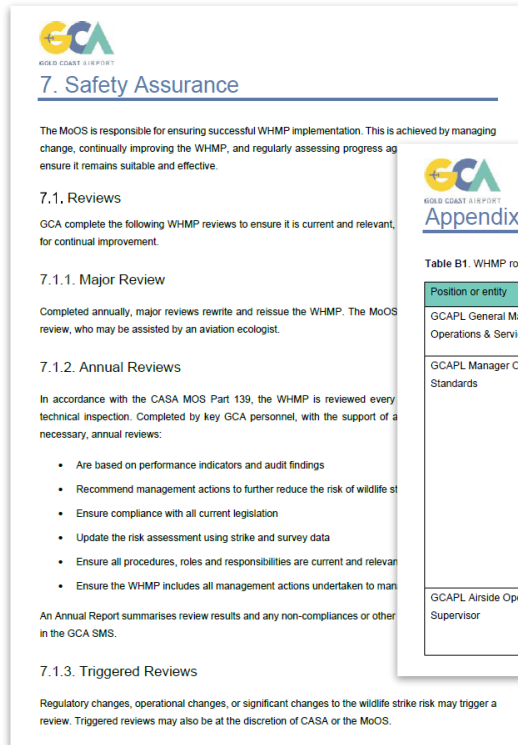 GCA
GOLD COAST AIRPORT
7. Safety Assurance
The MoOS is responsible for ensuring successful WHMP implementation. This is achieved by managing
change, continually improving the WHMP, and regularly assessing progress ag
ensure it remains suitable and effective.
7.1. Reviews
GCA complete the following WHMP reviews to ensure it is current and relevant,
for continual improvement.
7.1.1. Major Review
Completed annually, major reviews rewrite and reissue the WHMP. The MoOS
review, who may be assisted by an aviation ecologist.
7.1.2. Annual Reviews
In accordance with the CASA MOS Part 139, the WHMP is reviewed every
technical inspection. Completed by key GCA personnel, with the support of a
necessary, annual reviews:
• Are based on performance indicators and audit findings
• Recommend management actions to further reduce the risk of wildlife st
• Ensure compliance with all current legislation
• Update the risk assessment using strike and survey data
• Ensure all procedures, roles and responsibilities are current and relevan
• Ensure the WHMP includes all management actions undertaken to man
An Annual Report summarises review results and any non-compliances or other
in the GCA SMS.
7.1.3. Triggered Reviews
Regulatory changes, operational changes, or significant changes to the wildlife strike risk may trigger a
review. Triggered reviews may also be at the discretion of CASA or the MoOS.
GCA
GOLD COAST AIRPORT
Appendix
Table B1. WHMP ro
Position or entity
GCAPL General Ma
Operations & Servi
GCAPL Manager O
Standards
GCAPL Airside Ope
Supervisor